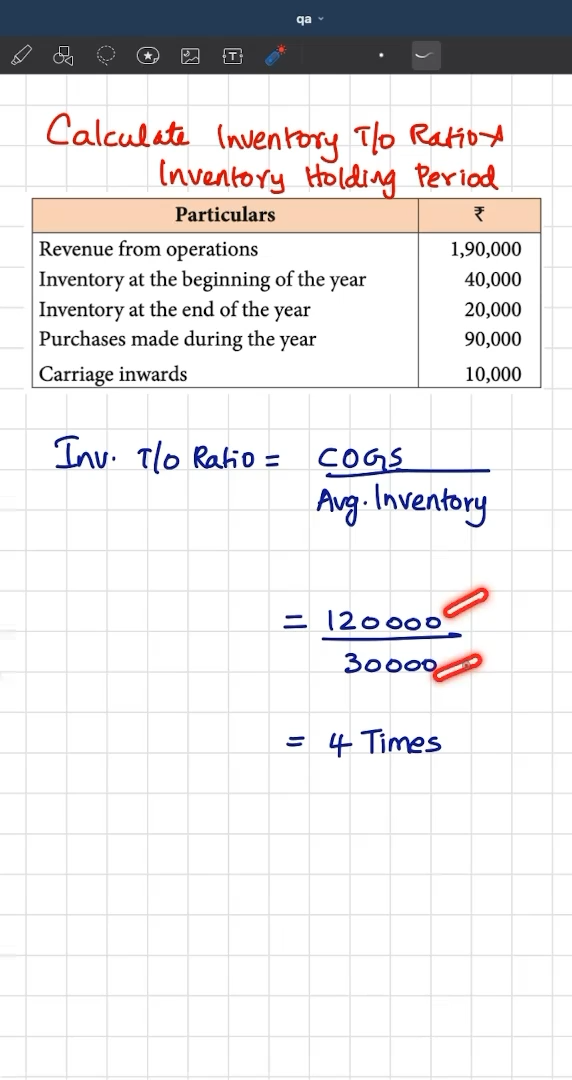 qa
T
Calculate Inventory T/o Ratio &
Inventory Holding Period
Particulars ₹
Revenue from operations 1,90,000
Inventory at the beginning of the year 40,000
Inventory at the end of the year 20,000
Purchases made during the year 90,000
Carriage inwards 10,000
Inv. T/o Ratio = COGS
Avg. Inventory
= 120000
30000
= 4 Times